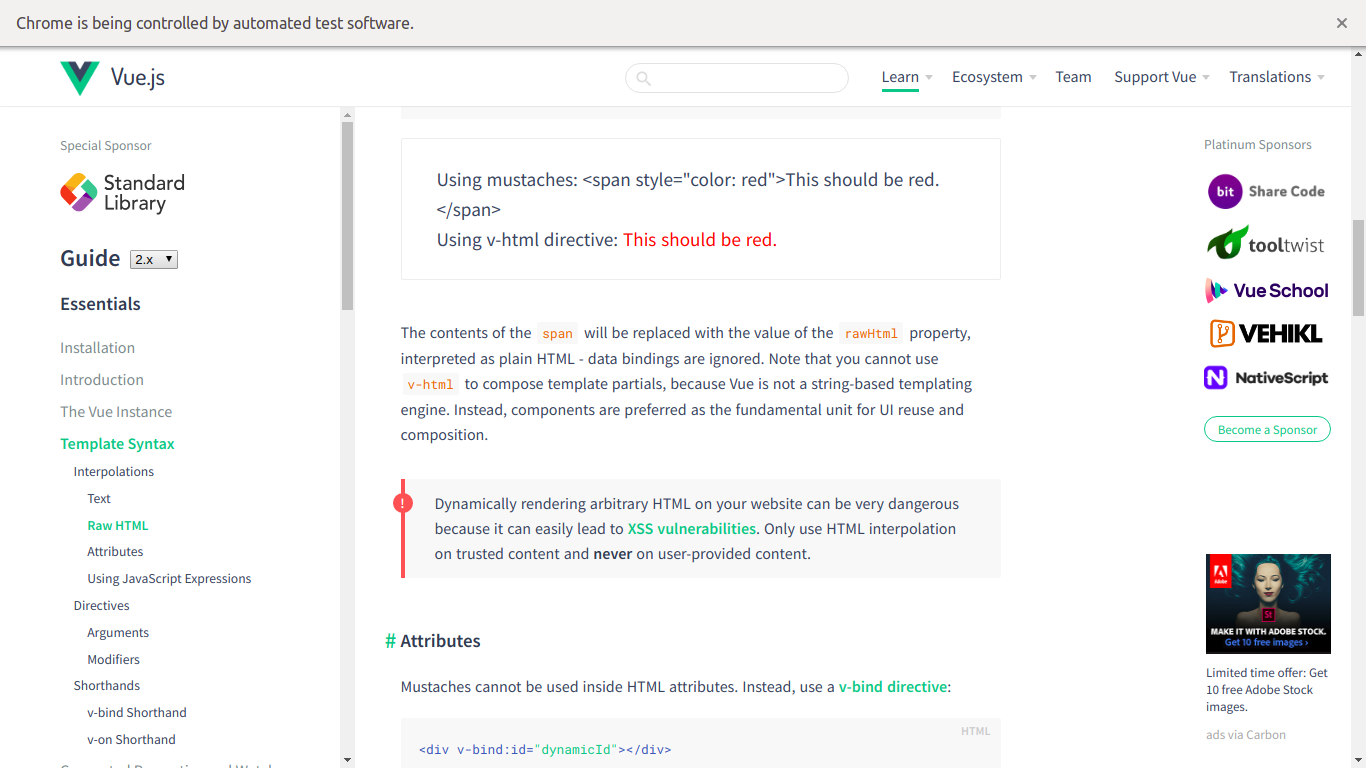 Chrome is being controlled by automated test software.
Vue.js
Learn
Ecosystem
Team
Support Vue
Translations
Special Sponsor
Standard
Library
Guide 2.x
Essentials
Installation
Introduction
The Vue Instance
Template Syntax
Interpolations
Text
Raw HTML
Attributes
Using JavaScript Expressions
Directives
Arguments
Modifiers
Shorthands
v-bind Shorthand
v-on Shorthand
Using mustaches: <span style="color: red">This should be red.
</span>
Using v-html directive: This should be red.
The contents of the span will be replaced with the value of the rawHtml property,
interpreted as plain HTML - data bindings are ignored. Note that you cannot use
v-html to compose template partials, because Vue is not a string-based templating
engine. Instead, components are preferred as the fundamental unit for UI reuse and
composition.
Dynamically rendering arbitrary HTML on your website can be very dangerous
because it can easily lead to XSS vulnerabilities. Only use HTML interpolation
on trusted content and never on user-provided content.
# Attributes
Mustaches cannot be used inside HTML attributes. Instead, use a v-bind directive:
HTML
<div v-bind:id="dynamicId"></div>
Platinum Sponsors
bit Share Code
tooltwist
Vue School
VEHIKL
NativeScript
Become a Sponsor
Adobe
St
MAKE IT WITH ADOBE STOCK.
Get 10 free images ›
Limited time offer: Get
10 free Adobe Stock
images.
ads via Carbon